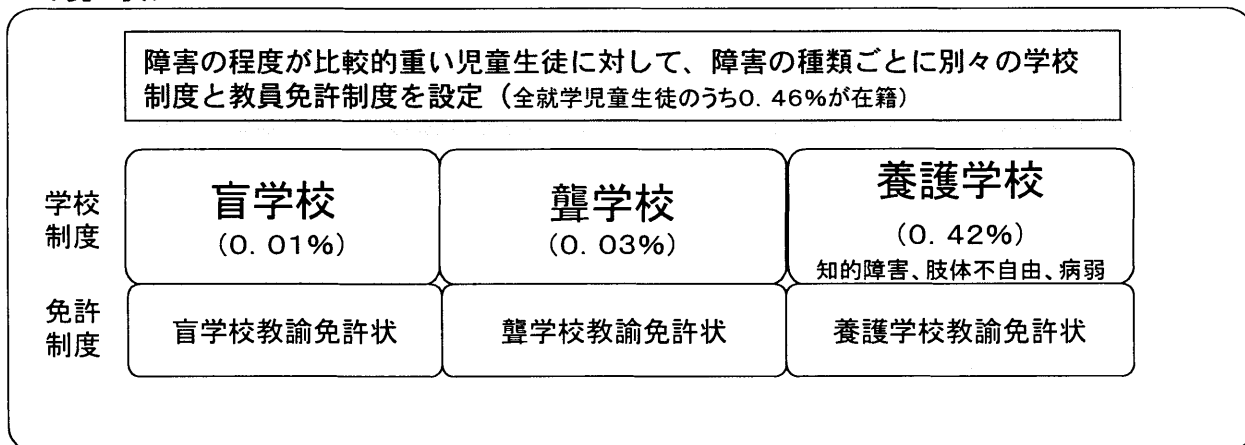 障害の程度が比較的重い児童生徒に対して、障害の種類ごとに別々の学校
制度と教員免許制度を設定（全就学児童生徒のうち0．46%が在籍）
学校
制度
盲学校
（0．01%）
聾学校
（0．03%）
養護学校
（0．42%）
知的障害、肢体不自由、病弱
免許
制度
盲学校教諭免許状
聾学校教諭免許状
養護学校教諭免許状